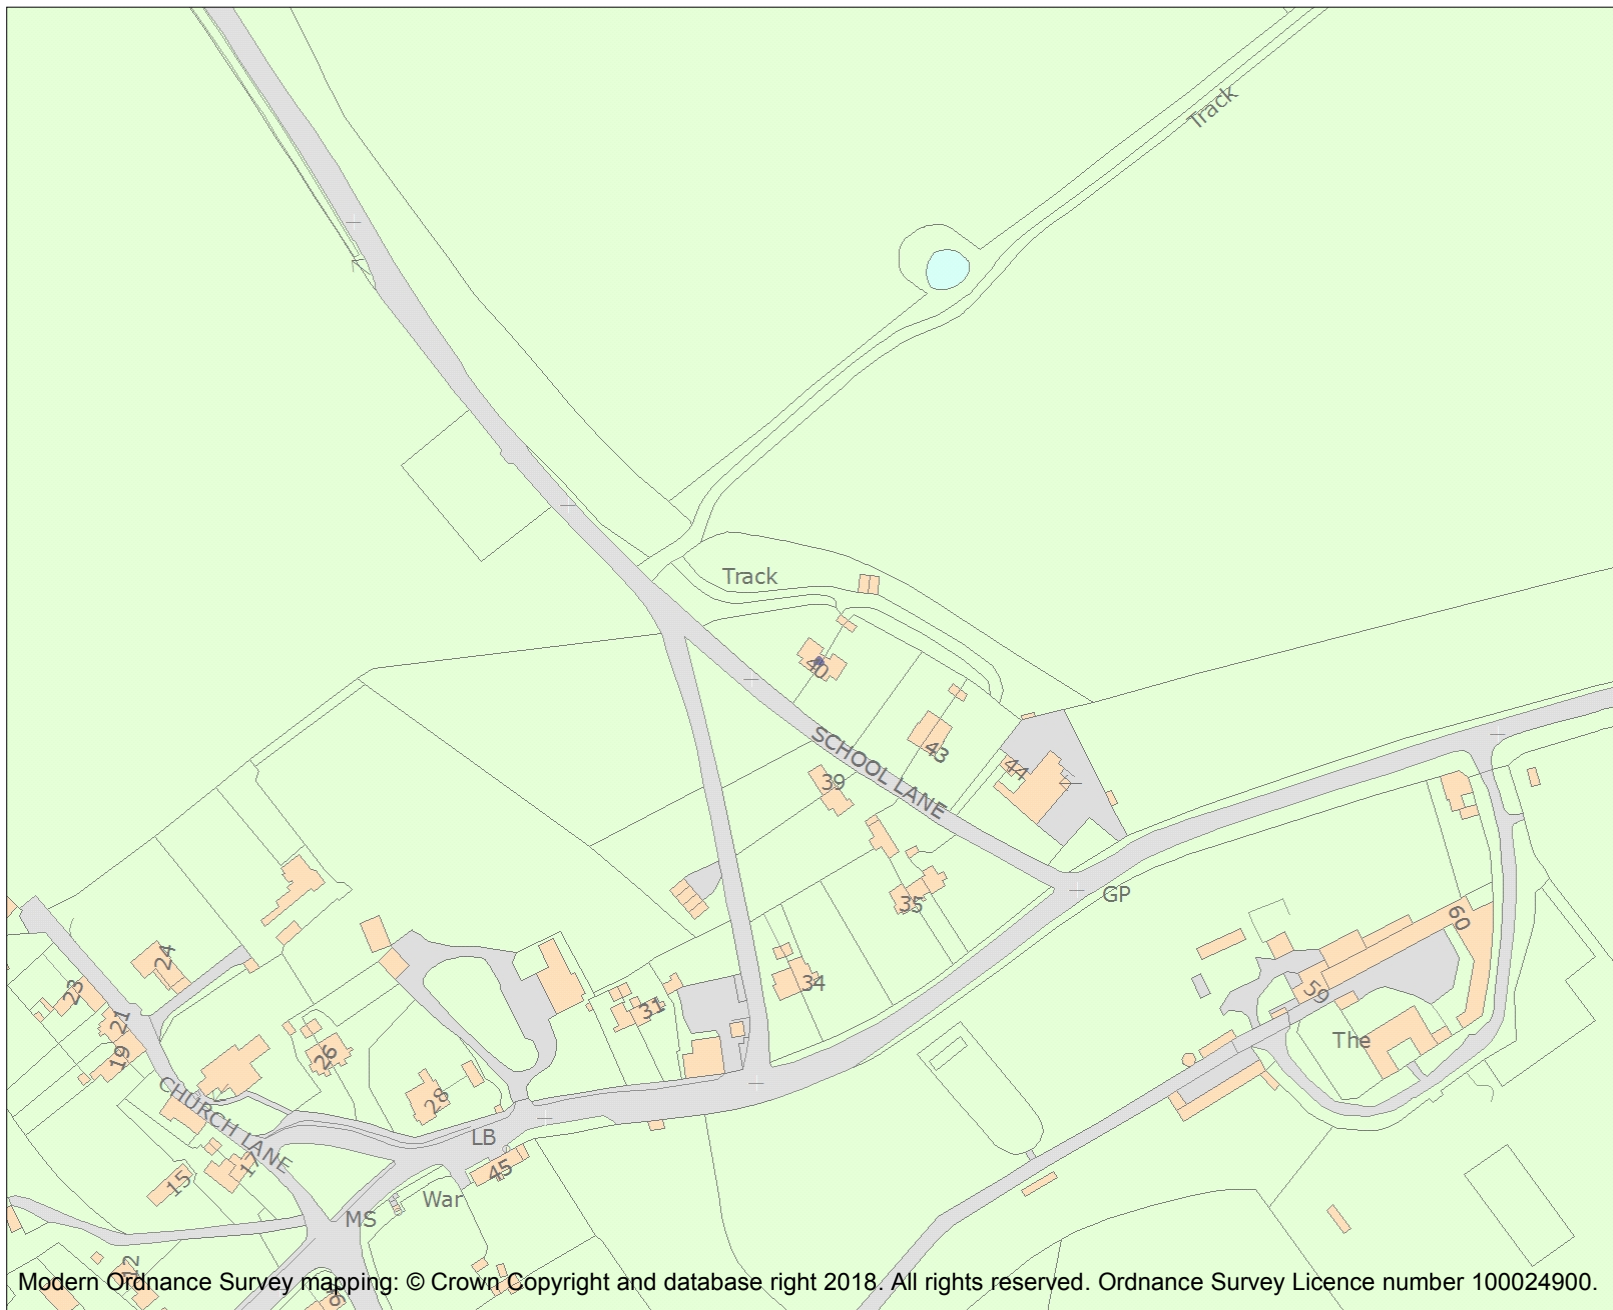 Track
Track
40
SCHOOL LANE
43
44
39
GP
35
60
34
59
The
31
24
23
21
19
26
28
CHURCH LANE
17
15
LB
45
War
MS
12
Modern Ordnance Survey mapping: © Crown Copyright and database right 2018. All rights reserved. Ordnance Survey Licence number 100024900.